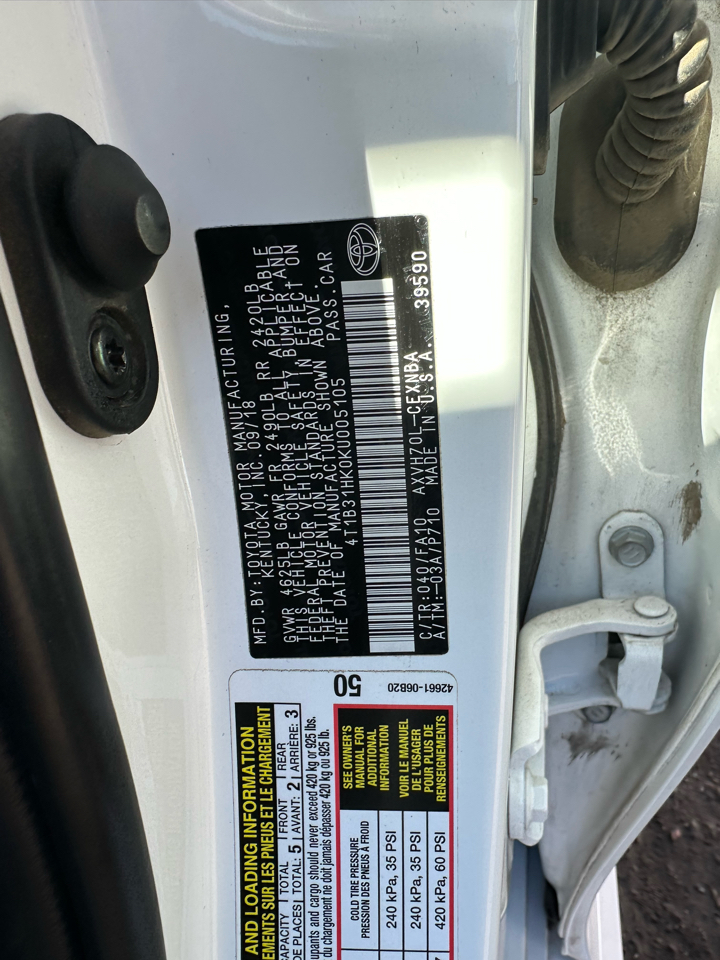 MFD. BY: TOYOTA MOTOR MANUFACTURING,
KENTUCKY, INC. 09/18
GVWR 4625LB GAWR FR 2490LB RR 2420LB
THIS VEHICLE CONFORMS TO ALL APPLICABLE
FEDERAL MOTOR VEHICLE SAFETY, BUMPER, AND
THEFT PREVENTION STANDARDS IN EFFECT ON
THE DATE OF MANUFACTURE SHOWN ABOVE.
4T1B31HK0KU005105 PASS. CAR
C/TR: 040/FA10 AXVH70L-CEXNBA
A/TM: -03A/P710 MADE IN U.S.A. 39590
50
42661-06B20
AND LOADING INFORMATION
EMENTS SUR LES PNEUS ET LE CHARGEMENT
CAPACITY TOTAL FRONT REAR
DE PLACES TOTAL: 5 AVANT: 2 ARRIÈRE: 3
upants and cargo should never exceed 420 kg or 925 lbs.
du chargement ne doit jamais dépasser 420 kg ou 925 lb.
COLD TIRE PRESSURE
PRESSION DES PNEUS À FROID
240 kPa, 35 PSI
240 kPa, 35 PSI
420 kPa, 60 PSI
SEE OWNER'S
MANUAL FOR
ADDITIONAL
INFORMATION
VOIR LE MANUEL
DE L'USAGER
POUR PLUS DE
RENSEIGNEMENTS